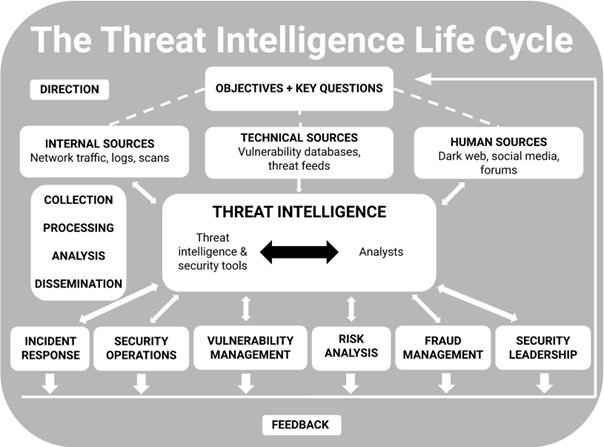 The Threat Intelligence Life Cycle
DIRECTION
OBJECTIVES + KEY QUESTIONS
INTERNAL SOURCES
Network traffic, logs, scans
TECHNICAL SOURCES
Vulnerability databases,
threat feeds
HUMAN SOURCES
Dark web, social media,
forums
COLLECTION
PROCESSING
ANALYSIS
DISSEMINATION
THREAT INTELLIGENCE
Threat
intelligence &
security tools
Analysts
INCIDENT
RESPONSE
SECURITY
OPERATIONS
VULNERABILITY
MANAGEMENT
RISK
ANALYSIS
FRAUD
MANAGEMENT
SECURITY
LEADERSHIP
FEEDBACK